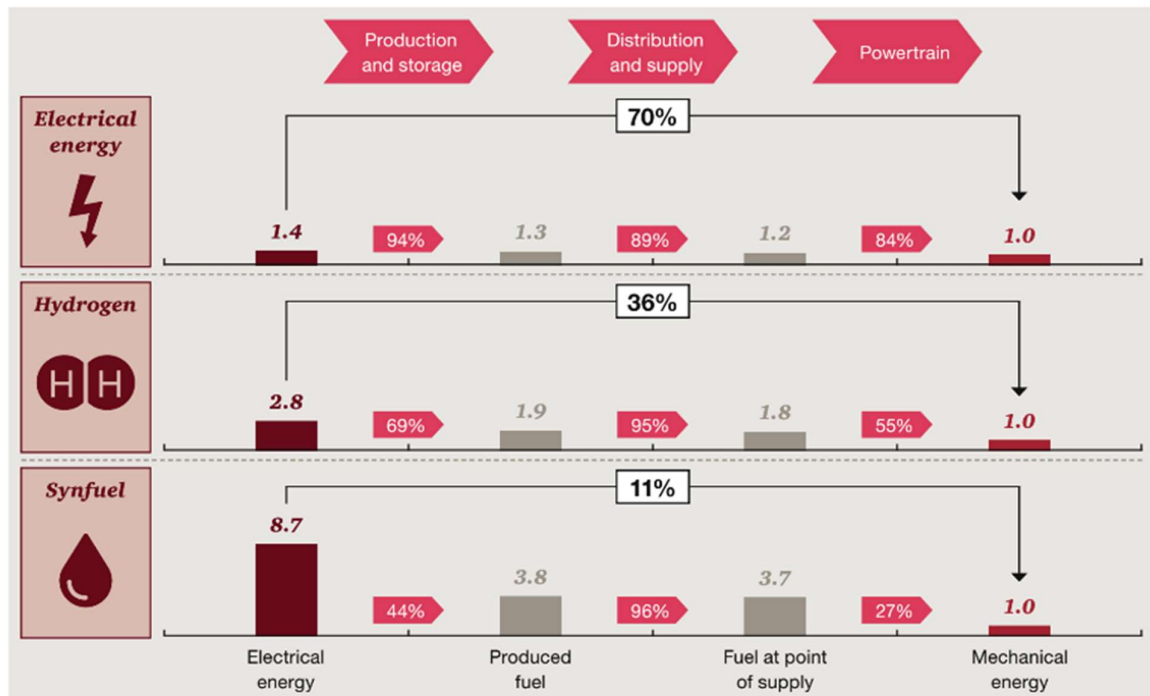 Production
and storage
Distribution
and supply
Powertrain
Electrical
energy
70%
1.4
94%
1.3
89%
1.2
84%
1.0
Hydrogen
H H
36%
2.8
69%
1.9
95%
1.8
55%
1.0
Synfuel
11%
8.7
44%
3.8
96%
3.7
27%
1.0
Electrical
energy
Produced
fuel
Fuel at point
of supply
Mechanical
energy